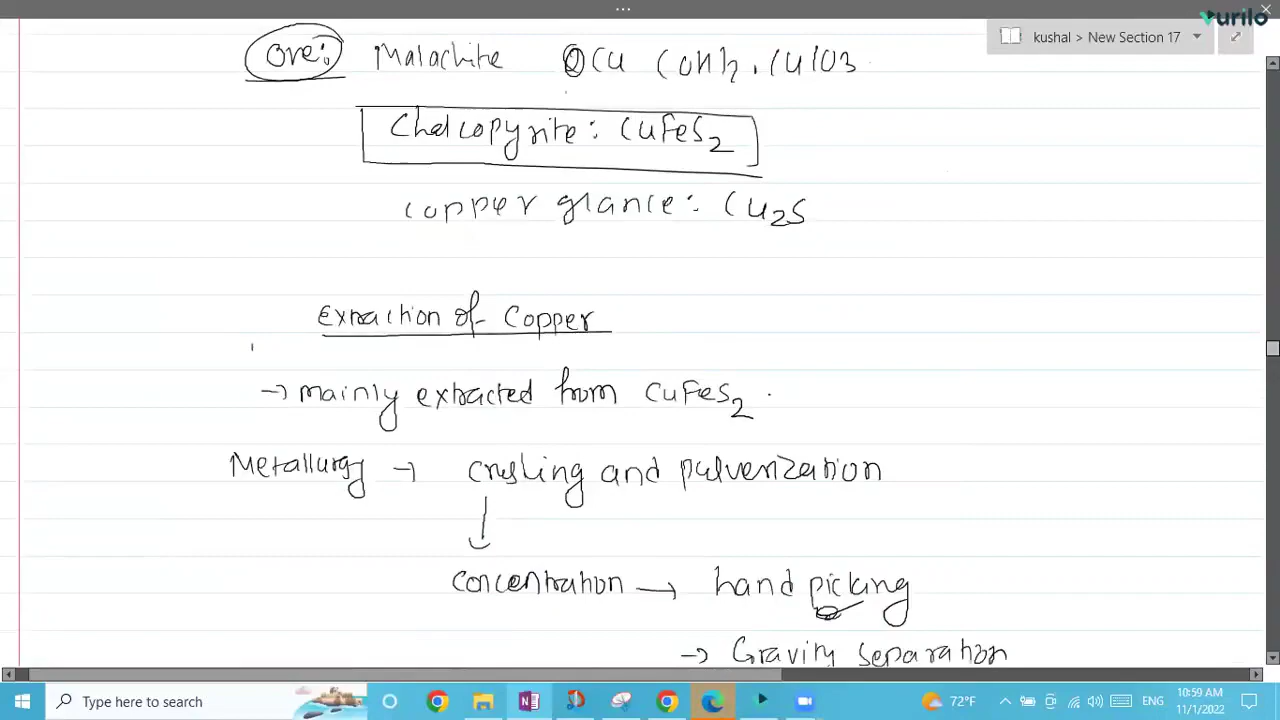 ...
vurilo
kushal > New Section 17
Ore: Malachite Cu (OH)2 . CuCO3
Chalcopyrite: CuFeS2
copper glance: Cu2S
Extraction of Copper
→ mainly extracted from CuFeS2.
Metallurgy → crushing and pulverization
↓
concentration → hand picking
→ Gravity separation
Type here to search
72°F
ENG
10:59 AM
11/1/2022